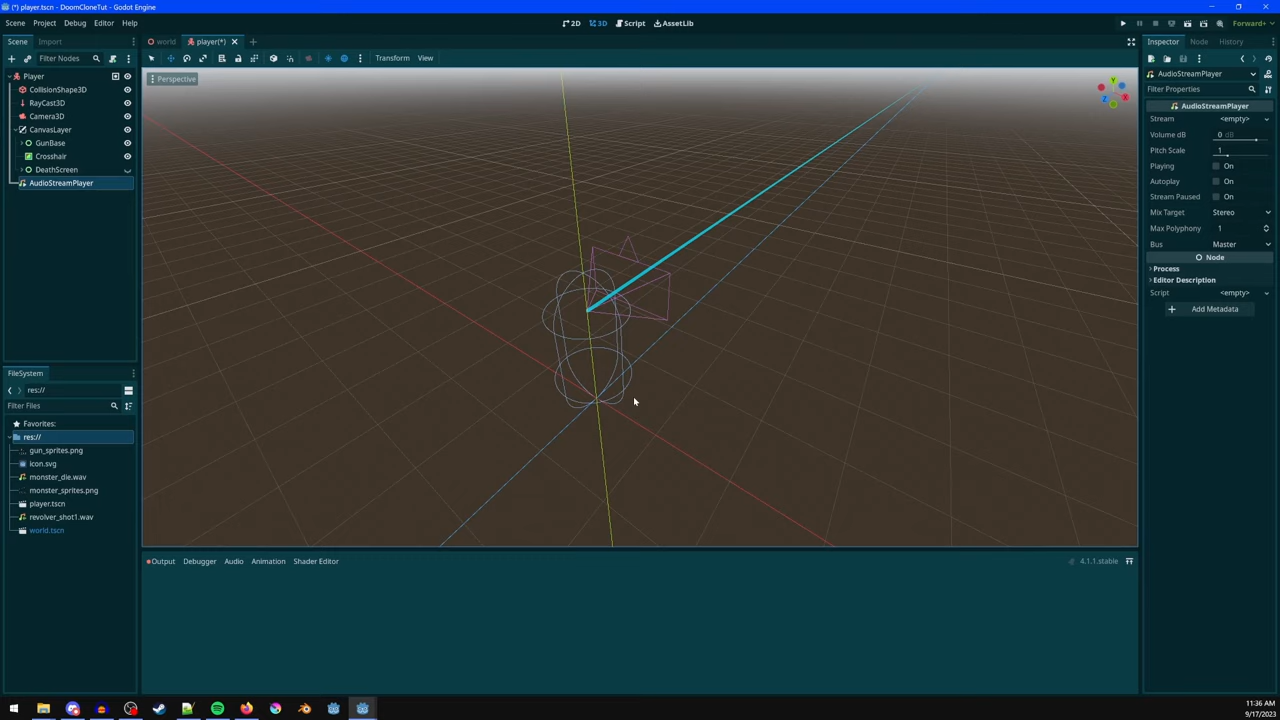 (*) player.tscn - DoomCloneTut - Godot Engine
Scene Project Debug Editor Help
2D 3D Script AssetLib
Forward+
Scene Import
world player(*)
Inspector Node History
Filter Nodes
Transform View
Player
CollisionShape3D
RayCast3D
Camera3D
CanvasLayer
GunBase
Crosshair
DeathScreen
AudioStreamPlayer
Perspective
Y
X
Z
AudioStreamPlayer
Filter Properties
AudioStreamPlayer
Stream <empty>
Volume dB 0 dB
Pitch Scale 1
Playing On
Autoplay On
Stream Paused On
Mix Target Stereo
Max Polyphony 1
Bus Master
Node
Process
Editor Description
Script <empty>
Add Metadata
FileSystem
res://
Filter Files
Favorites:
res://
gun_sprites.png
icon.svg
monster_die.wav
monster_sprites.png
player.tscn
revolver_shot1.wav
world.tscn
Output Debugger Audio Animation Shader Editor
4.1.1.stable
11:36 AM
9/17/2023